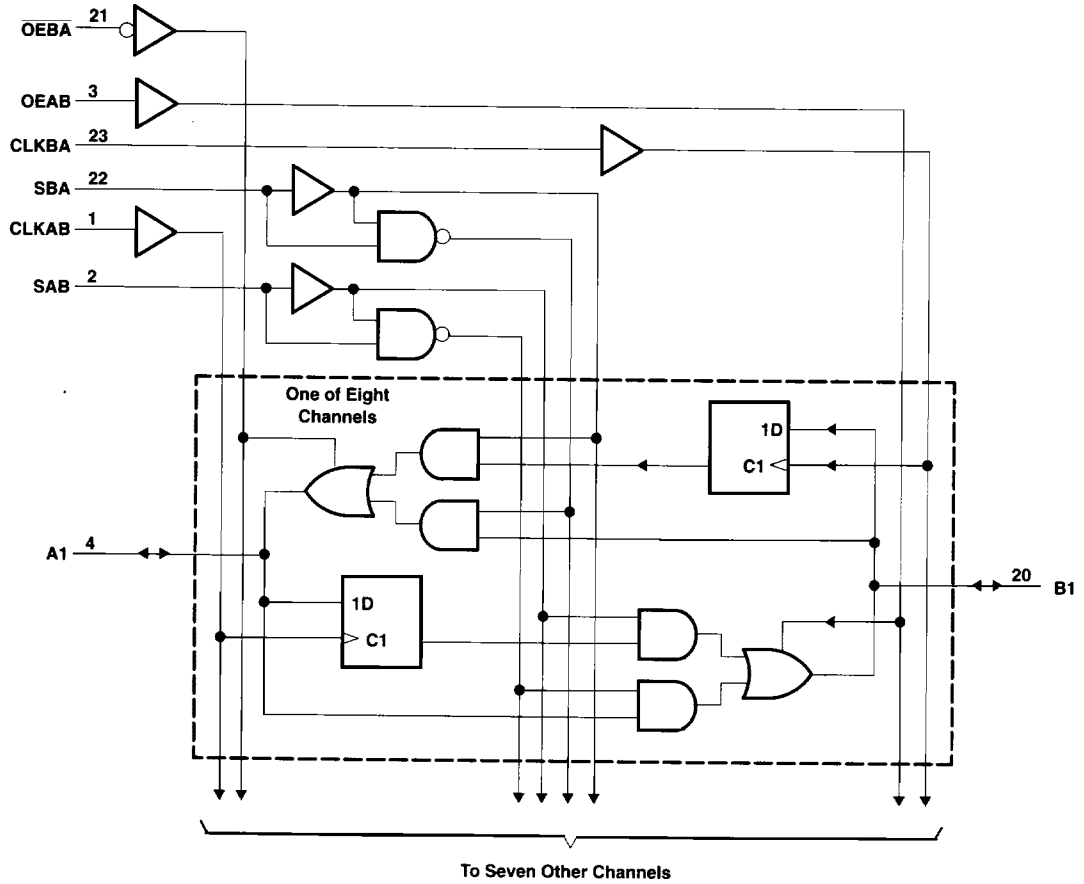 OEBA 21
OEAB 3
CLKBA 23
SBA 22
CLKAB 1
SAB 2
One of Eight
Channels
1D
C1
A1 4
20 B1
1D
C1
To Seven Other Channels